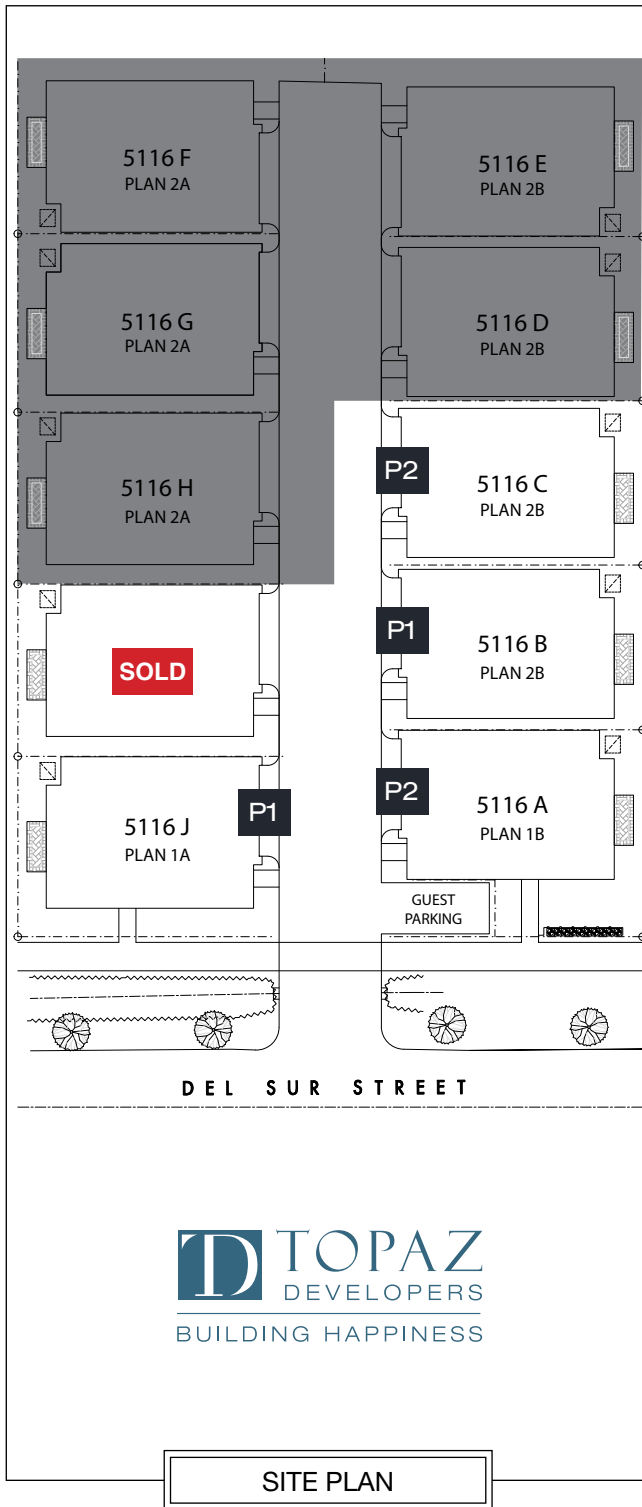 5116 F
PLAN 2A
5116 E
PLAN 2B
5116 G
PLAN 2A
5116 D
PLAN 2B
5116 H
PLAN 2A
P2
5116 C
PLAN 2B
SOLD
P1
5116 B
PLAN 2B
5116 J
PLAN 1A
P1
P2
5116 A
PLAN 1B
GUEST
PARKING
DEL SUR STREET
TD TOPAZ
DEVELOPERS
BUILDING HAPPINESS
SITE PLAN